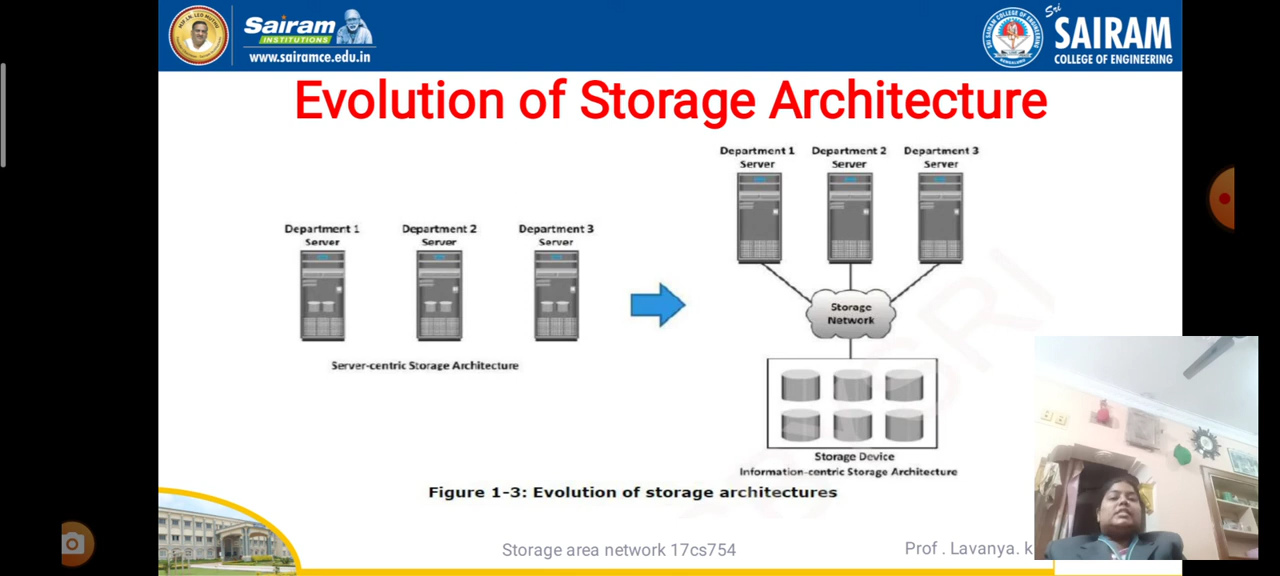 Sairam
INSTITUTIONS
www.sairamce.edu.in
Sri
SAIRAM
COLLEGE OF ENGINEERING
Evolution of Storage Architecture
Department 1
Server
Department 2
Server
Department 3
Server
Server-centric Storage Architecture
Department 1
Server
Department 2
Server
Department 3
Server
Storage
Network
Storage Device
Information-centric Storage Architecture
Figure 1-3: Evolution of storage architectures
Storage area network 17cs754
Prof . Lavanya. k